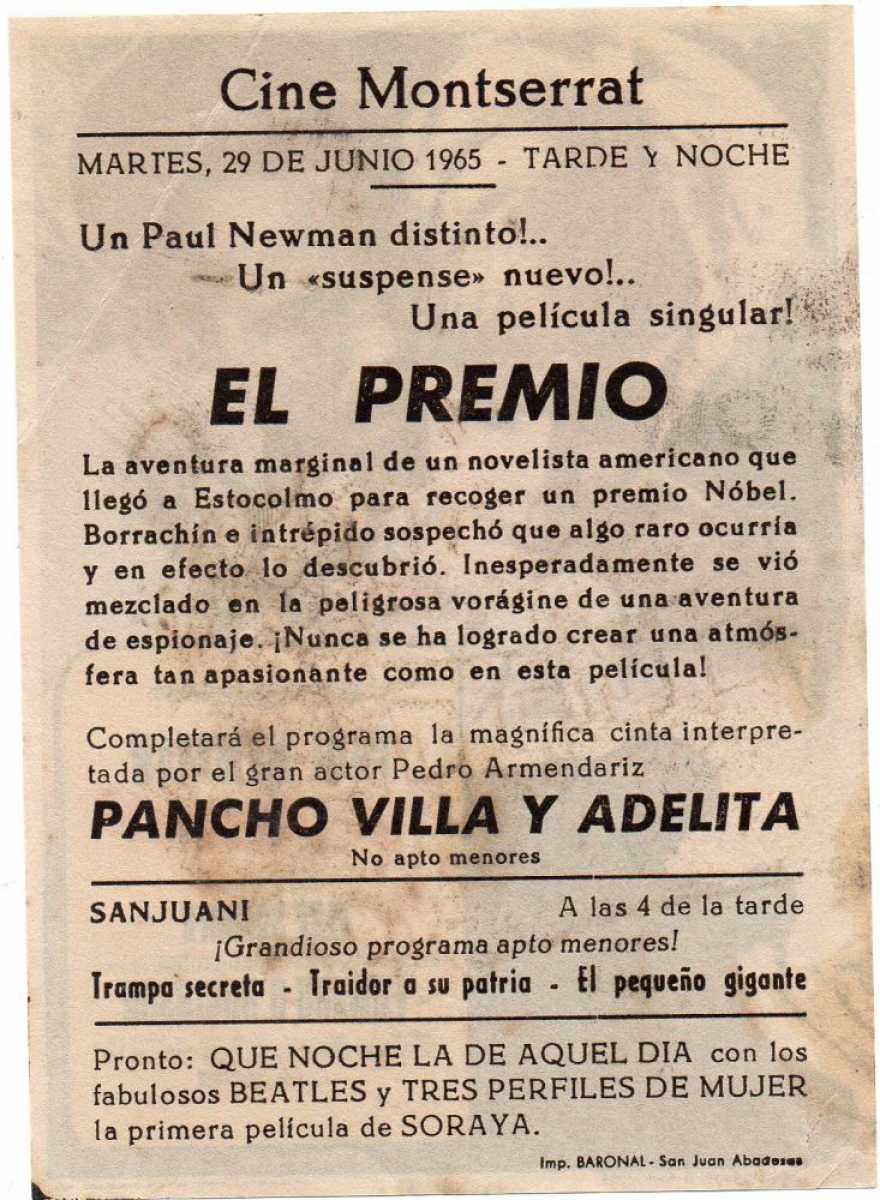 Cine Montserrat
MARTES, 29 DE JUNIO 1965 - TARDE Y NOCHE
Un Paul Newman distinto!..
Un «suspense» nuevo!..
Una película singular!
EL PREMIO
La aventura marginal de un novelista americano que
llegó a Estocolmo para recoger un premio Nóbel.
Borrachín e intrépido sospechó que algo raro ocurría
y en efecto lo descubrió. Inesperadamente se vió
mezclado en la peligrosa vorágine de una aventura
de espionaje. ¡Nunca se ha logrado crear una atmós-
fera tan apasionante como en esta película!
Completará el programa la magnífica cinta interpre-
tada por el gran actor Pedro Armendariz
PANCHO VILLA Y ADELITA
No apto menores
SANJUANI A las 4 de la tarde
¡Grandioso programa apto menores!
Trampa secreta - Traidor a su patria - El pequeño gigante
Pronto: QUE NOCHE LA DE AQUEL DIA con los
fabulosos BEATLES y TRES PERFILES DE MUJER
la primera película de SORAYA.
Imp. BARONAL - San Juan Abadesas